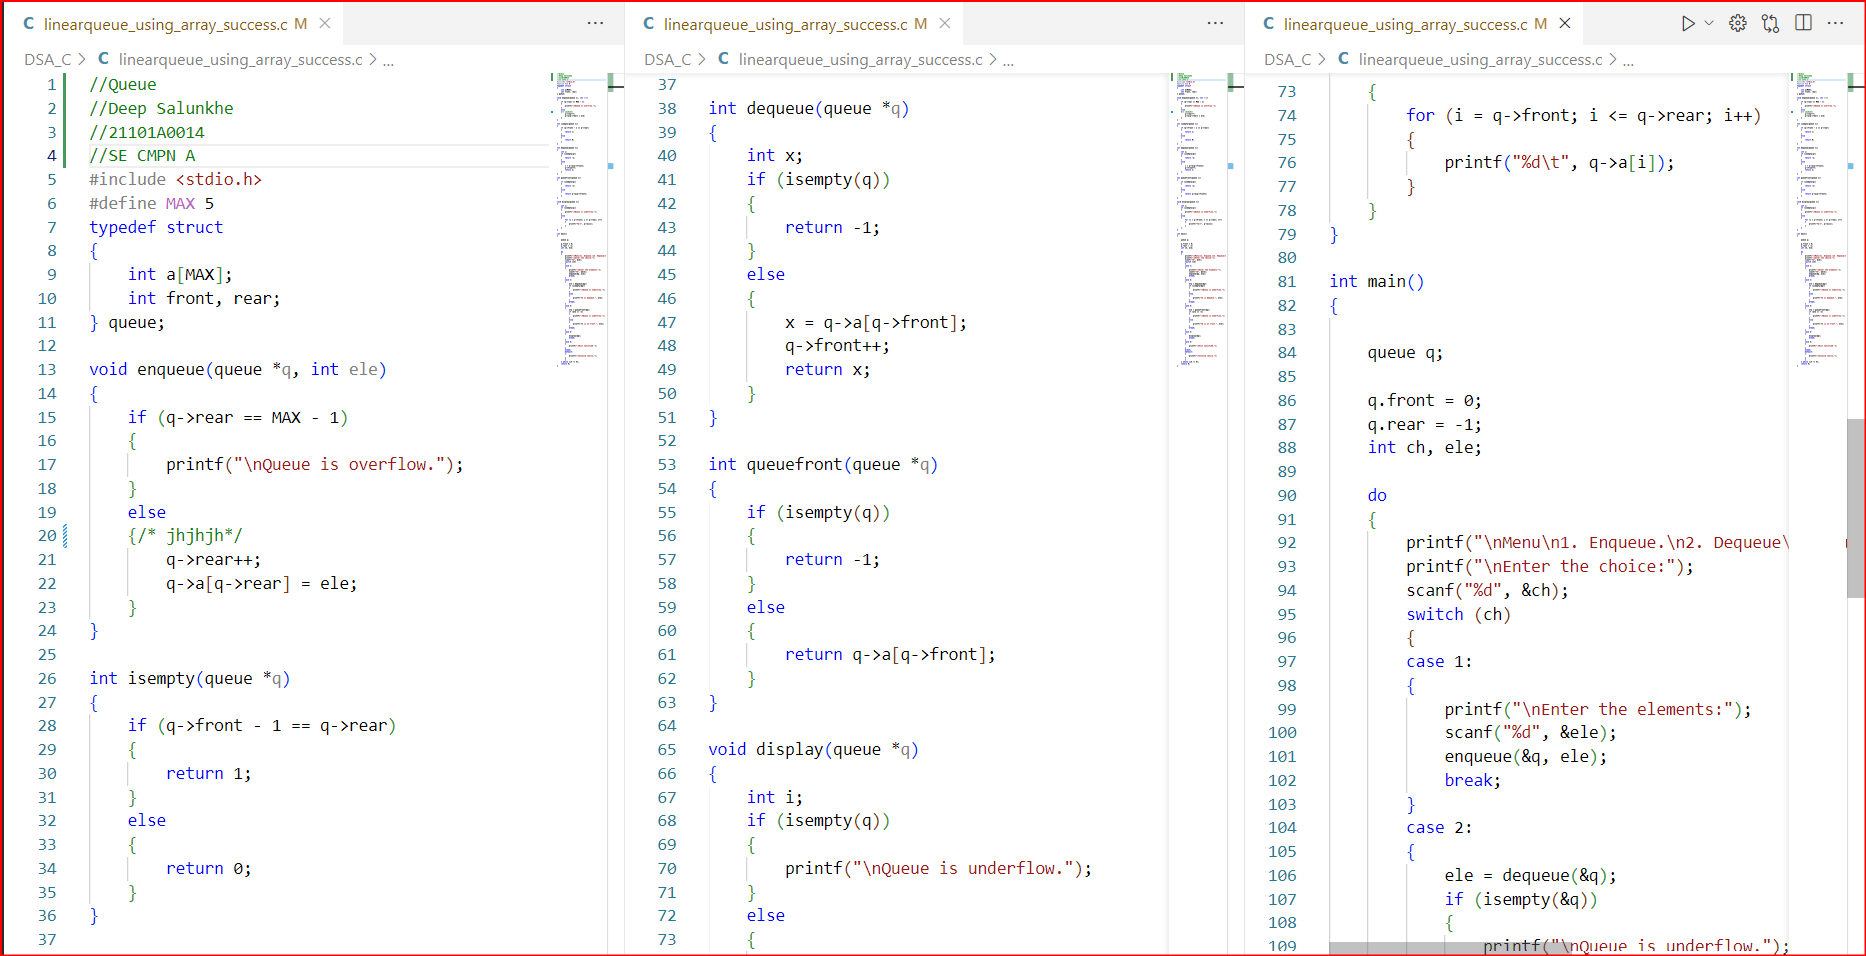 linearqueue_using_array_success.c M
DSA_C > C linearqueue_using_array_success.c > ...
1 //Queue
2 //Deep Salunkhe
3 //21101A0014
4 //SE CMPN A
5 #include <stdio.h>
6 #define MAX 5
7 typedef struct
8 {
9 int a[MAX];
10 int front, rear;
11 } queue;
12
13 void enqueue(queue *q, int ele)
14 {
15 if (q->rear == MAX - 1)
16 {
17 printf("\nQueue is overflow.");
18 }
19 else
20 {/* jhjhjh*/
21 q->rear++;
22 q->a[q->rear] = ele;
23 }
24 }
25
26 int isempty(queue *q)
27 {
28 if (q->front - 1 == q->rear)
29 {
30 return 1;
31 }
32 else
33 {
34 return 0;
35 }
36 }
37
linearqueue_using_array_success.c M
DSA_C > C linearqueue_using_array_success.c > ...
37
38 int dequeue(queue *q)
39 {
40 int x;
41 if (isempty(q))
42 {
43 return -1;
44 }
45 else
46 {
47 x = q->a[q->front];
48 q->front++;
49 return x;
50 }
51 }
52
53 int queuefront(queue *q)
54 {
55 if (isempty(q))
56 {
57 return -1;
58 }
59 else
60 {
61 return q->a[q->front];
62 }
63 }
64
65 void display(queue *q)
66 {
67 int i;
68 if (isempty(q))
69 {
70 printf("\nQueue is underflow.");
71 }
72 else
73 {
linearqueue_using_array_success.c M
DSA_C > C linearqueue_using_array_success.c > ...
73 {
74 for (i = q->front; i <= q->rear; i++)
75 {
76 printf("%d\t", q->a[i]);
77 }
78 }
79 }
80
81 int main()
82 {
83
84 queue q;
85
86 q.front = 0;
87 q.rear = -1;
88 int ch, ele;
89
90 do
91 {
92 printf("\nMenu\n1. Enqueue.\n2. Dequeue\
93 printf("\nEnter the choice:");
94 scanf("%d", &ch);
95 switch (ch)
96 {
97 case 1:
98 {
99 printf("\nEnter the elements:");
100 scanf("%d", &ele);
101 enqueue(&q, ele);
102 break;
103 }
104 case 2:
105 {
106 ele = dequeue(&q);
107 if (isempty(&q))
108 {
109 printf("\nQueue is underflow.");